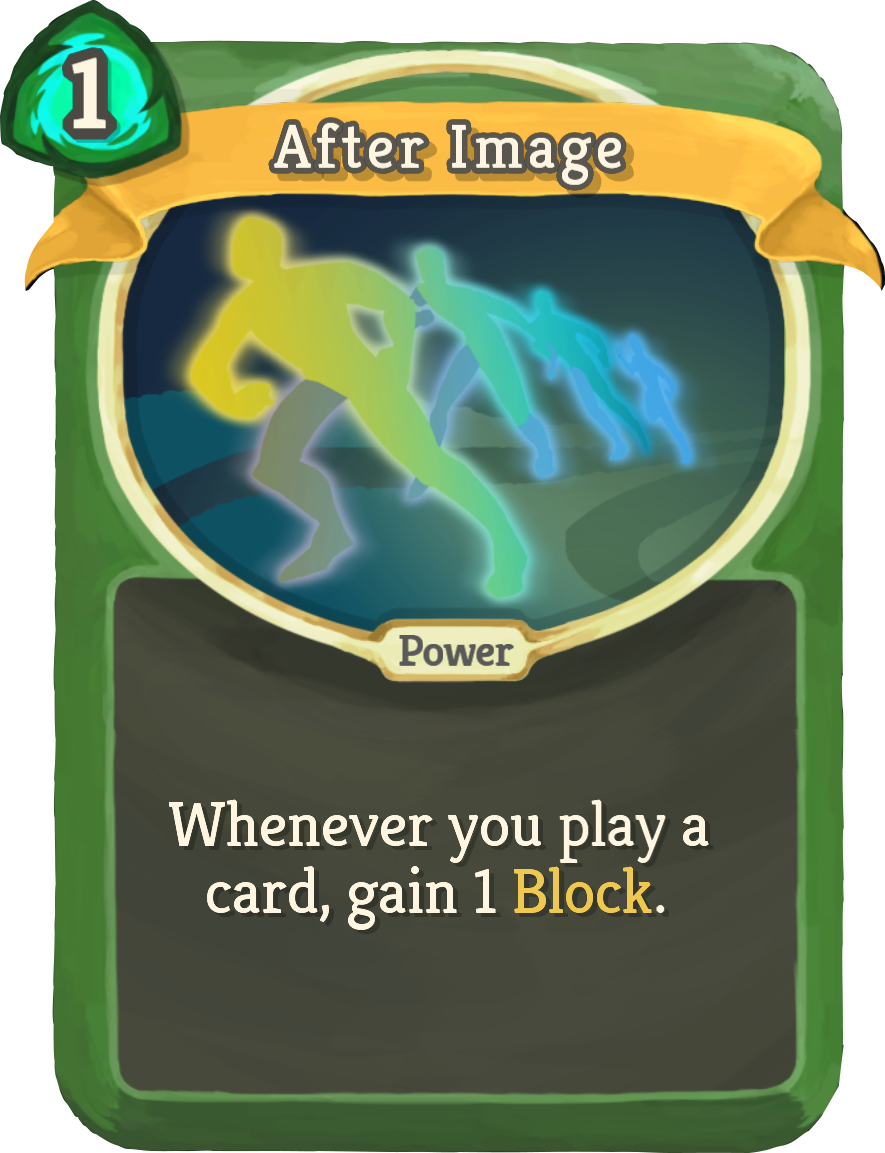 1
After Image
Power
Whenever you play a
card, gain 1 Block.